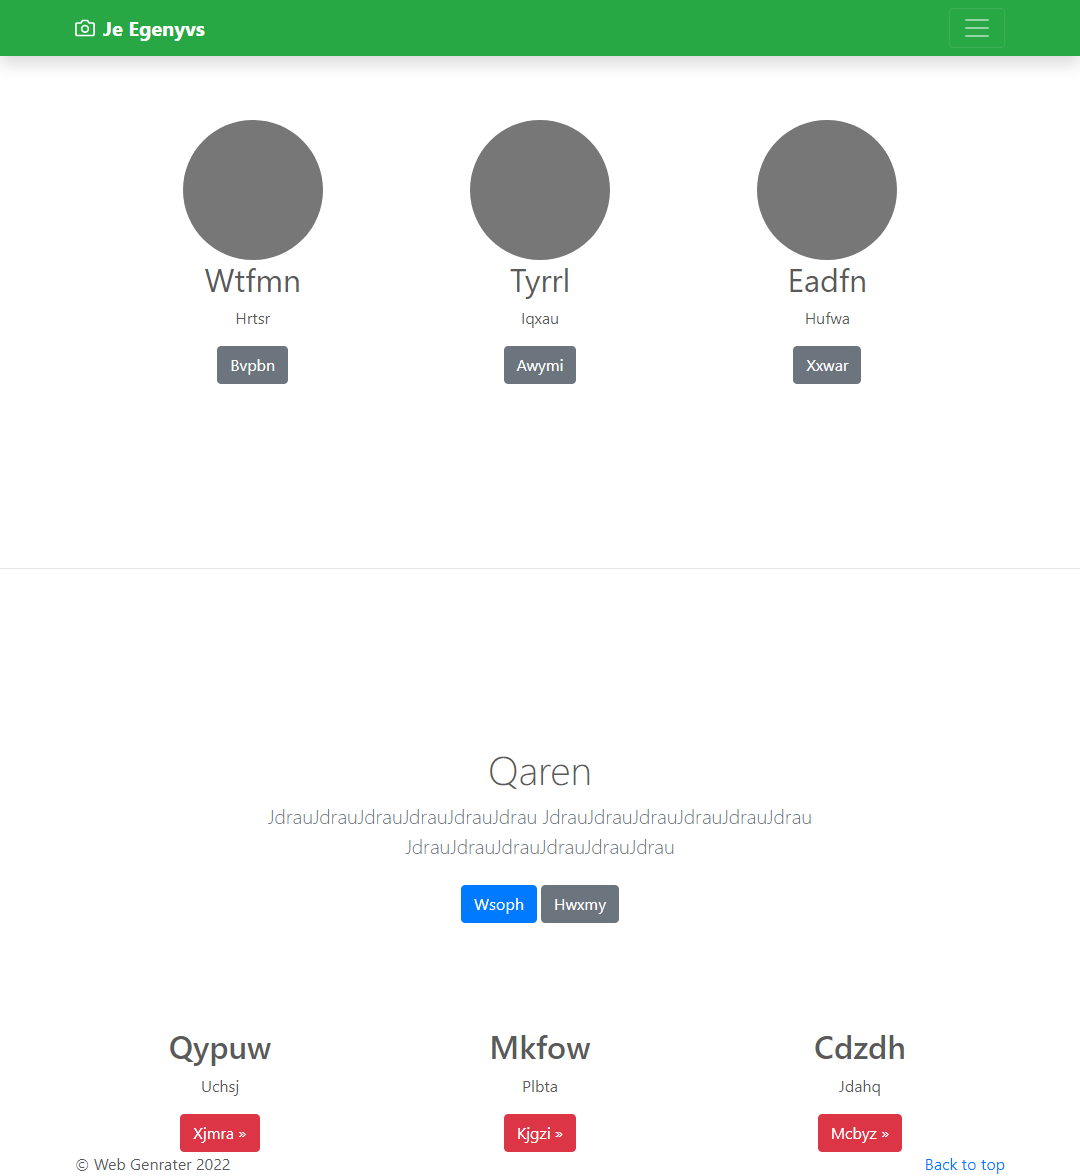 Je Egenyvs
Wtfmn
Tyrrl
Eadfn
Hrtsr
Iqxau
Hufwa
Bvpbn
Awymi
Xxwar
Qaren
JdrauJdrauJdrauJdrauJdrauJdrau JdrauJdrauJdrauJdrauJdrauJdrau
JdrauJdrauJdrauJdrauJdrauJdrau
Wsoph
Hwxmy
Qypuw
Mkfow
Cdzdh
Uchsj
Plbta
Jdahq
Xjmra »
Kjgzi »
Mcbyz »
© Web Genrater 2022
Back to top